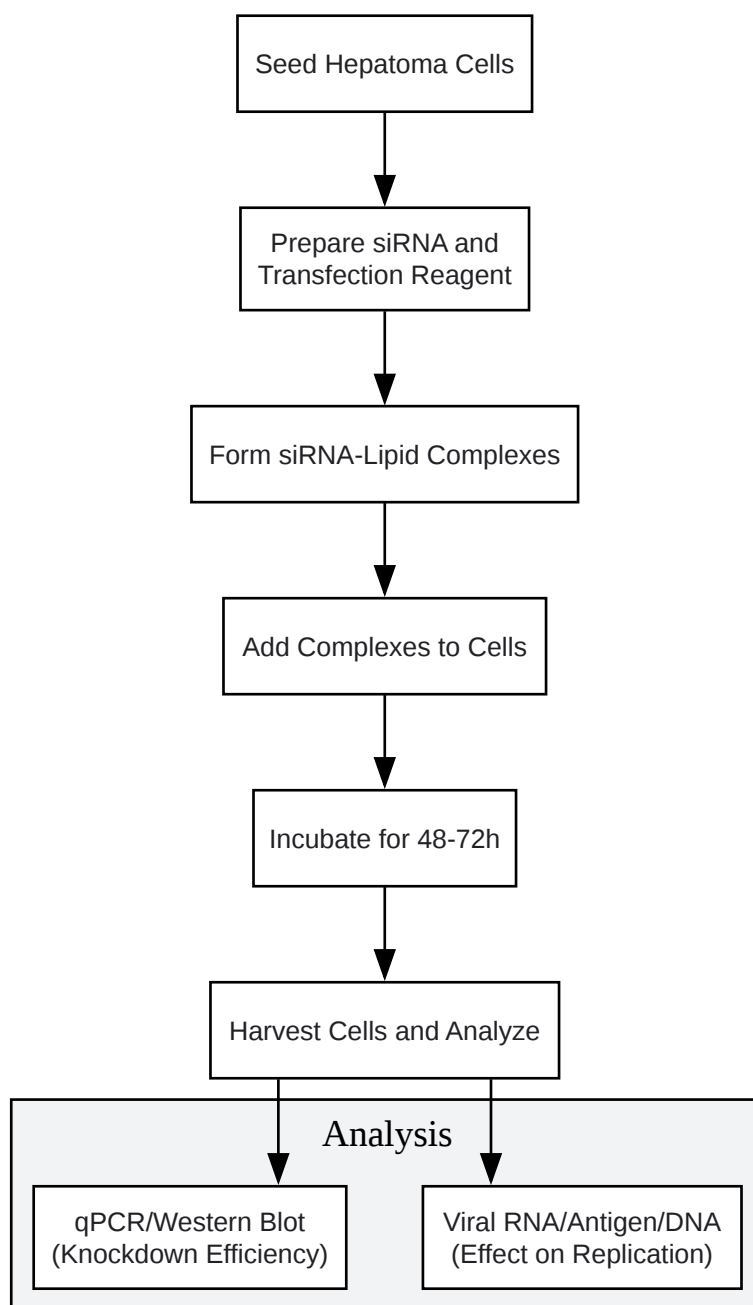 Seed Hepatoma Cells
Prepare siRNA and
Transfection Reagent
Form siRNA-Lipid Complexes
Add Complexes to Cells
Incubate for 48-72h
Harvest Cells and Analyze
Analysis
qPCR/Western Blot
(Knockdown Efficiency)
Viral RNA/Antigen/DNA
(Effect on Replication)